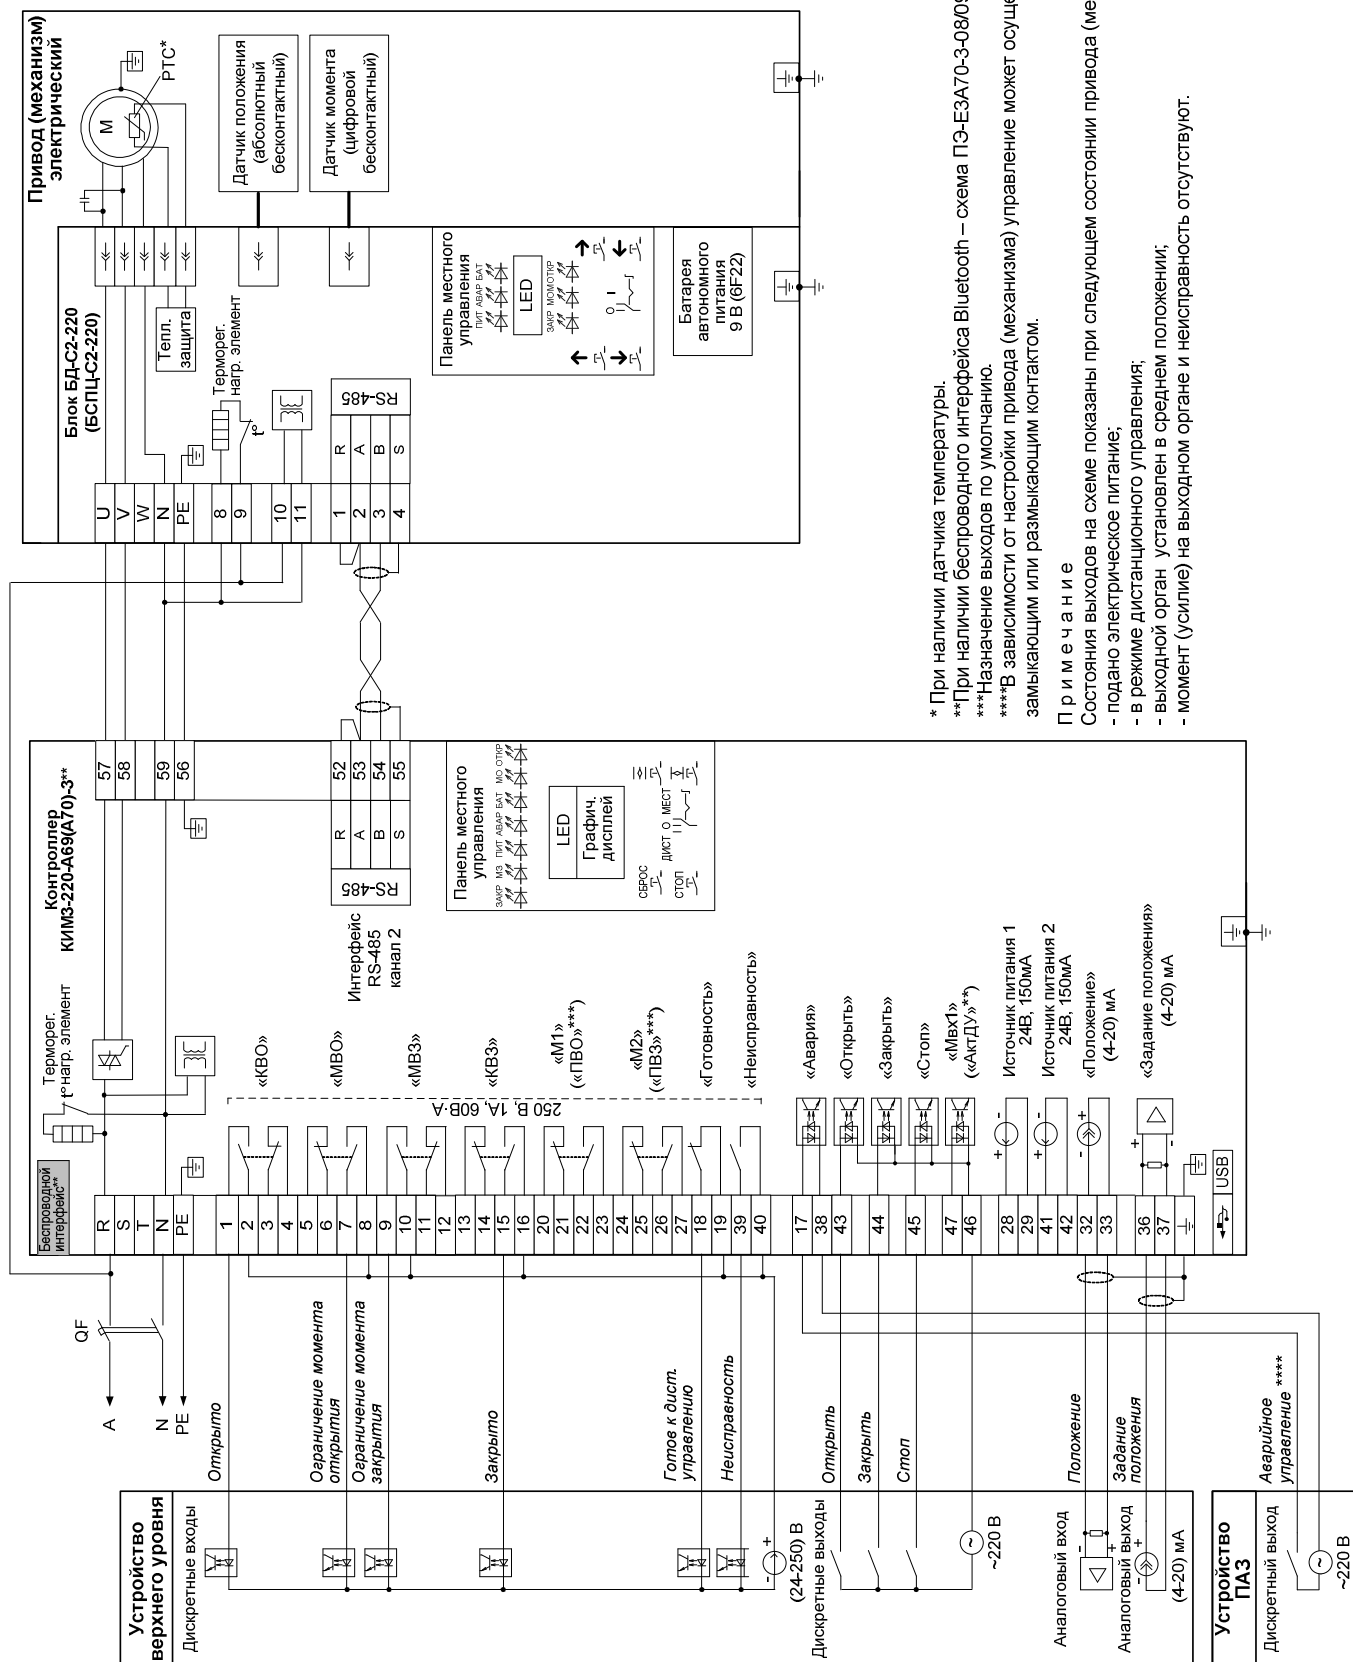 Привод (механизм)
электрический
M
PTC*
Датчик положения
(абсолютный
бесконтактный)
Датчик момента
(цифровой
бесконтактный)
Блок БД-С2-220
(БСПЦ-С2-220)
Тепл.
защита
Терморег.
нагр. элемент
t°
U
V
W
N
PE
8
9
10
11
1
2
3
4
R
A
B
S
RS-485
Панель местного
управления
ПИТ АВАР БАТ
LED
ЗАКР МО МОТКР
O I
Батарея
автономного
питания
9 В (6F22)
Контроллер
КИМ3-220-А69(А70)-3**
57
58
59
56
52
53
54
55
R
A
B
S
RS-485
Интерфейс
RS-485
канал 2
Панель местного
управления
ЗАКР МЗ ПИТ АВАР БАТ МО ОТКР
LED
Графич.
дисплей
СБРОС
СТОП
ДИСТ О МЕСТ
Терморег.
t° нагр. элемент
Беспроводной
интерфейс**
R
S
T
N
PE
1
2
3
4
5
6
7
8
9
10
11
12
13
14
15
16
20
21
22
23
24
25
26
27
18
19
39
40
17
38
43
44
45
47
46
28
29
41
42
32
33
36
37
USB
250 В, 1А, 60В·А
«КВО»
«МВО»
«МВЗ»
«КВЗ»
«М1»
(«ПВО»***)
«М2»
(«ПВЗ»***)
«Готовность»
«Неисправность»
«Авария»
«Открыть»
«Закрыть»
«Стоп»
«Мвх1»
(«АктДУ»**)
Источник питания 1
24В, 150мА
Источник питания 2
24В, 150мА
«Положение»
(4-20) мА
«Задание положения»
(4-20) мА
QF
A
N
PE
Открыто
Ограничение момента
открытия
Ограничение момента
закрытия
Закрыто
Готов к дист.
управлению
Неисправность
Открыть
Закрыть
Стоп
Положение
Задание
положения
Аварийное
управление ****
Устройство
верхнего уровня
Дискретные входы
(24-250) В
Дискретные выходы
~220 В
Аналоговый вход
Аналоговый выход
(4-20) мА
Устройство
ПАЗ
Дискретный выход
~220 В
* При наличии датчика температуры.
**При наличии беспроводного интерфейса Bluetooth – схема ПЭ-ЕЗА70-3-08/09
***Назначение выходов по умолчанию.
****В зависимости от настройки привода (механизма) управление может осуще
замыкающим или размыкающим контактом.
П р и м е ч а н и е
Состояния выходов на схеме показаны при следующем состоянии привода (ме
- подано электрическое питание;
- в режиме дистанционного управления;
- выходной орган установлен в среднем положении;
- момент (усилие) на выходном органе и неисправность отсутствуют.